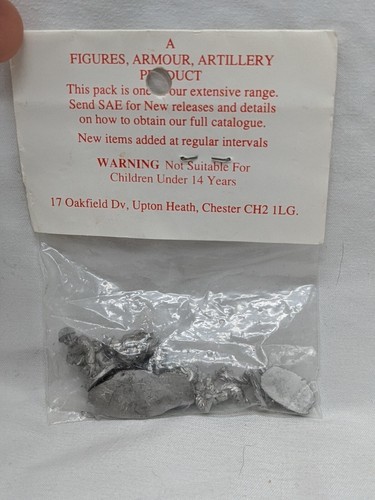 A
FIGURES, ARMOUR, ARTILLERY
PRODUCT
This pack is one of our extensive range.
Send SAE for New releases and details
on how to obtain our full catalogue.
New items added at regular intervals
WARNING Not Suitable For
Children Under 14 Years
17 Oakfield Dv, Upton Heath, Chester CH2 1LG.